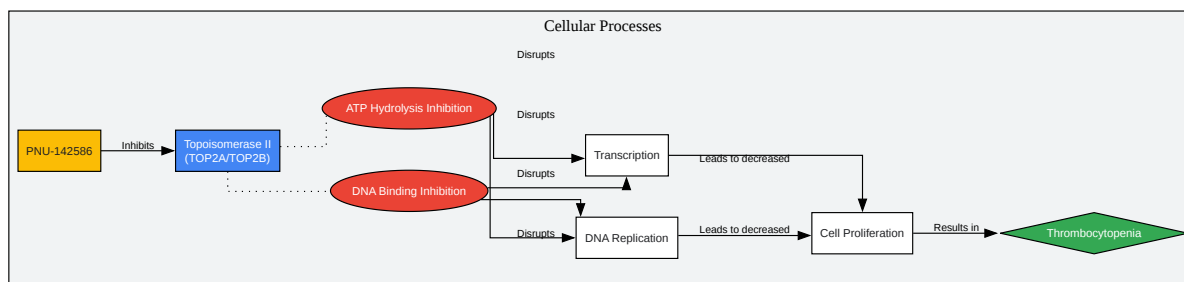 Cellular Processes
Disrupts
ATP Hydrolysis Inhibition
Disrupts
PNU-142586
Inhibits
Topoisomerase II
(TOP2A/TOP2B)
Transcription
Leads to decreased
Disrupts
DNA Binding Inhibition
Disrupts
DNA Replication
Leads to decreased
Cell Proliferation
Results in
Thrombocytopenia